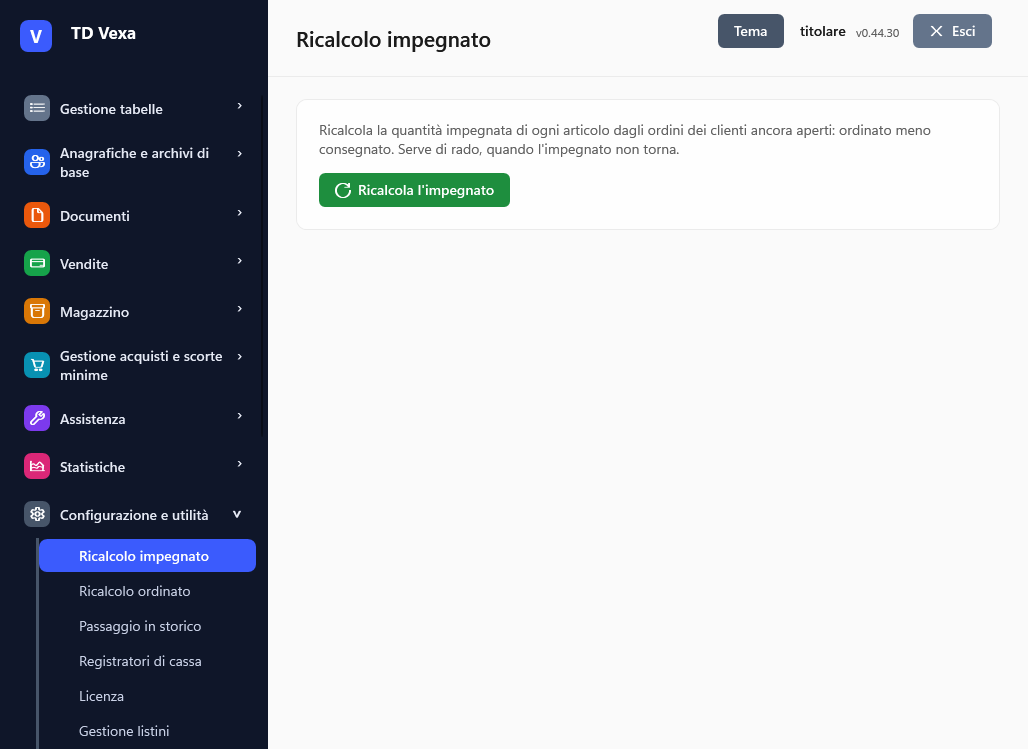 V
TD Vexa
Gestione tabelle
Anagrafiche e archivi di
base
Documenti
Vendite
Magazzino
Gestione acquisti e scorte
minime
Assistenza
Statistiche
Configurazione e utilità
Ricalcolo impegnato
Ricalcolo ordinato
Passaggio in storico
Registratori di cassa
Licenza
Gestione listini
Ricalcolo impegnato
Tema
titolare
v0.44.30
Esci
Ricalcola la quantità impegnata di ogni articolo dagli ordini dei clienti ancora aperti: ordinato meno
consegnato. Serve di rado, quando l'impegnato non torna.
Ricalcola l'impegnato